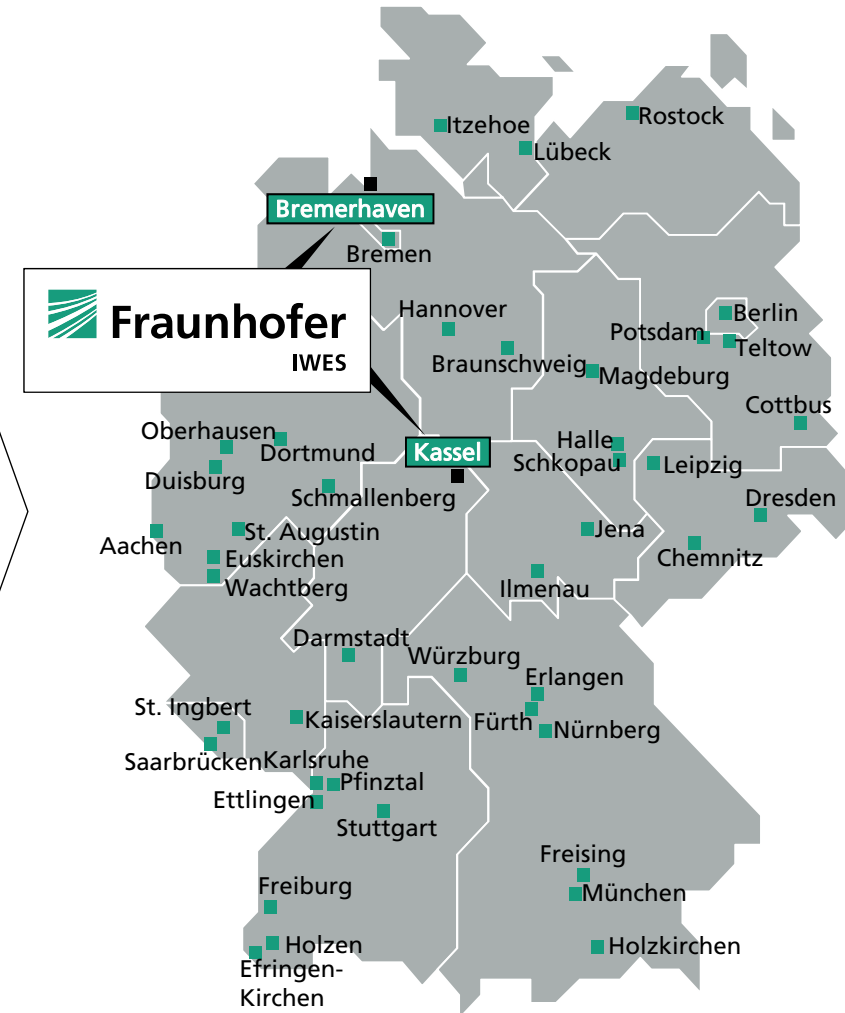 Itzehoe
Rostock
Lübeck
Bremerhaven
Bremen
Fraunhofer
IWES
Hannover
Berlin
Potsdam
Teltow
Braunschweig
Magdeburg
Cottbus
Oberhausen
Dortmund
Kassel
Halle
Duisburg
Schkopau
Leipzig
Schmallenberg
Dresden
Aachen
St. Augustin
Jena
Euskirchen
Chemnitz
Wachtberg
Ilmenau
Darmstadt
Würzburg
Erlangen
St. Ingbert
Kaiserslautern
Fürth
Nürnberg
Saarbrücken
Karlsruhe
Pfinztal
Ettlingen
Stuttgart
Freising
Freiburg
München
Holzen
Holzkirchen
Efringen-
Kirchen